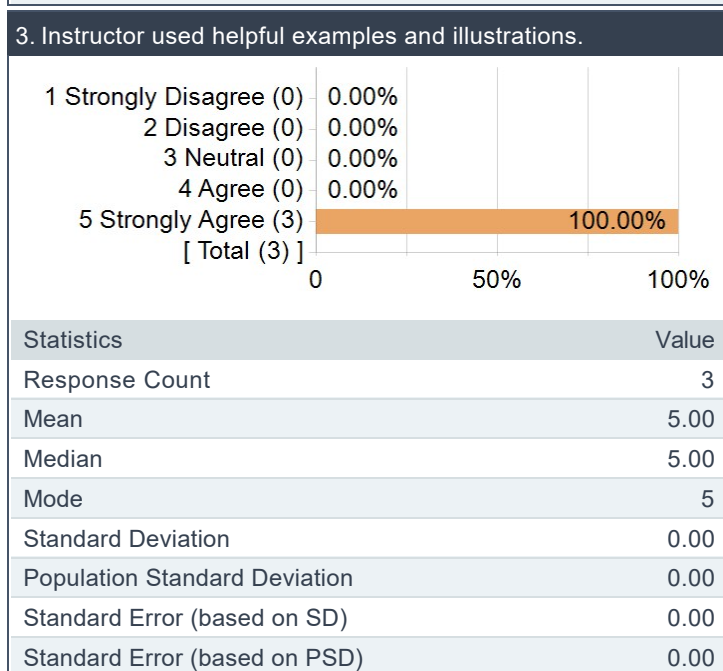 3. Instructor used helpful examples and illustrations.
1 Strongly Disagree (0) 0.00%
2 Disagree (0) 0.00%
3 Neutral (0) 0.00%
4 Agree (0) 0.00%
5 Strongly Agree (3) 100.00%
[ Total (3) ]
0 50% 100%
Statistics Value
Response Count 3
Mean 5.00
Median 5.00
Mode 5
Standard Deviation 0.00
Population Standard Deviation 0.00
Standard Error (based on SD) 0.00
Standard Error (based on PSD) 0.00